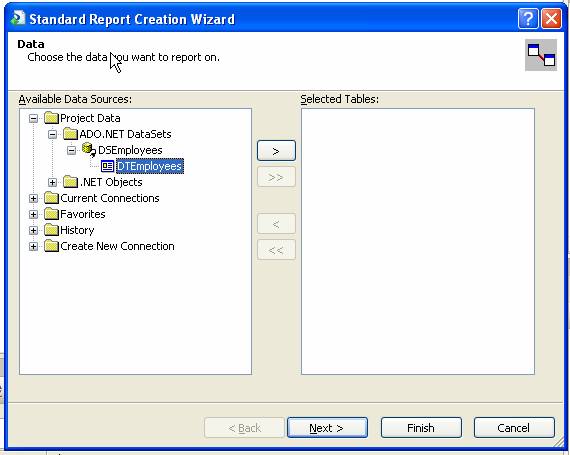 Standard Report Creation Wizard
Data
Choose the data you want to report on.
Available Data Sources:
Project Data
ADO.NET DataSets
DSEmployees
DTEmployees
.NET Objects
Current Connections
Favorites
History
Create New Connection
>
>>
<
<<
Selected Tables:
< Back
Next >
Finish
Cancel